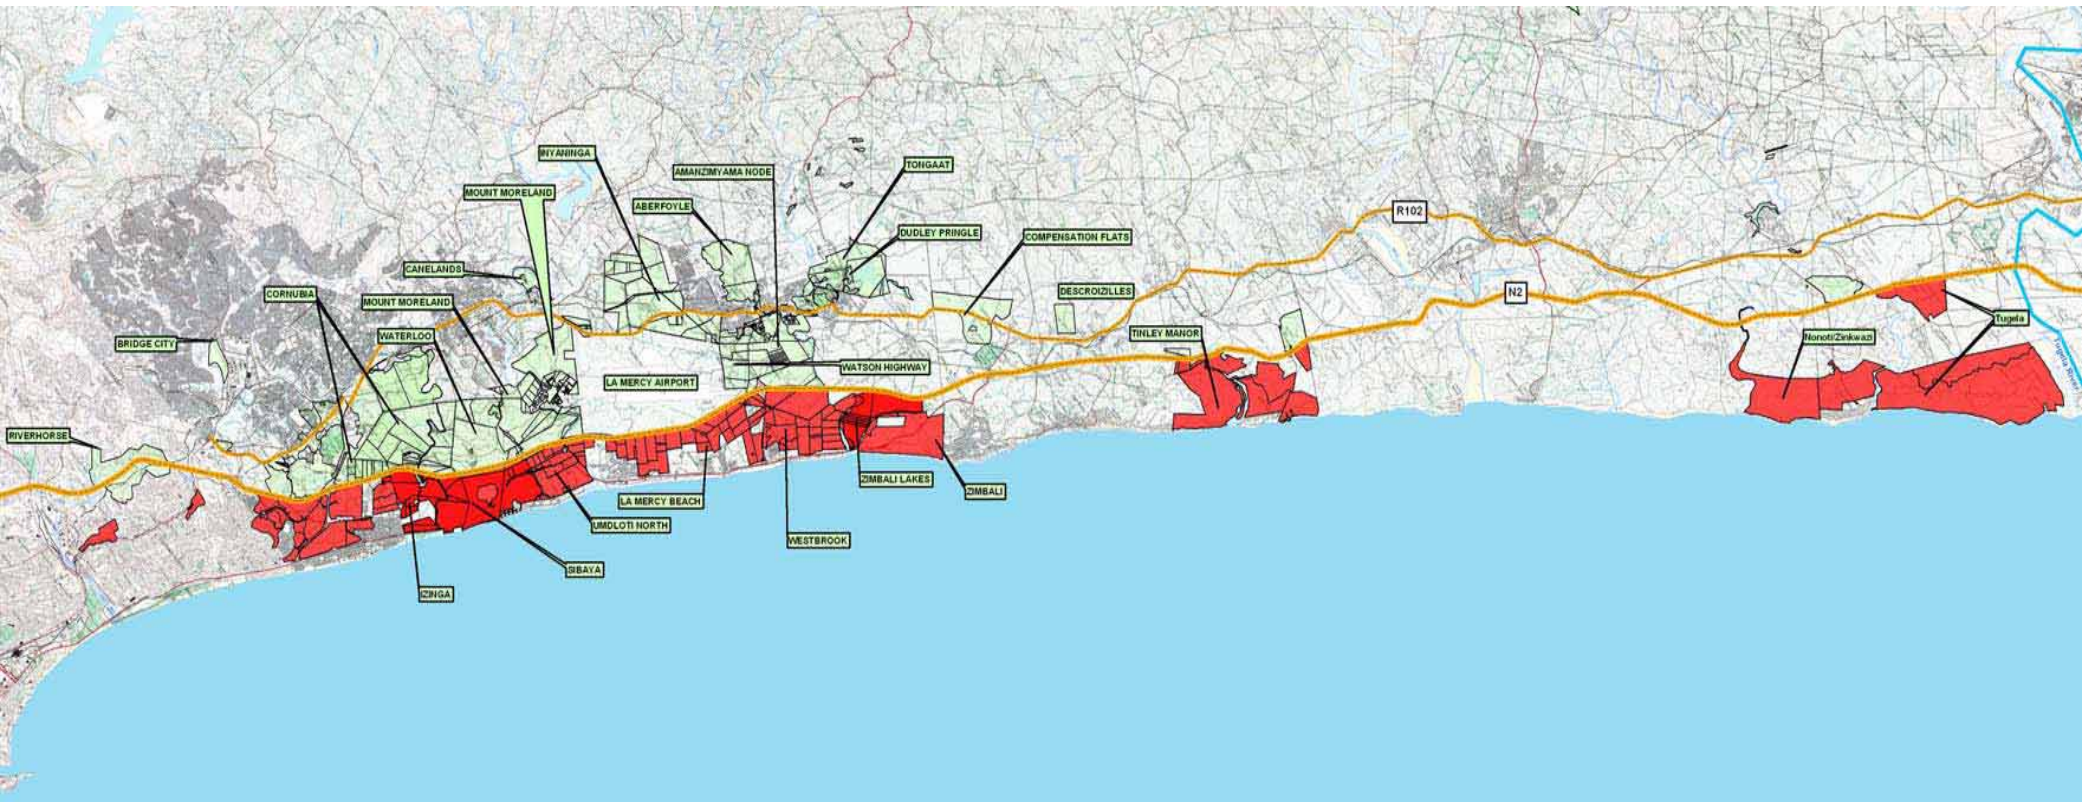 INYANINGA
AMANZIMYAMA NODE
TONGAAT
MOUNT MORELAND
ABERFOYLE
R102
DUDLEY PRINGLE
COMPENSATION FLATS
CANELANDS
CORNUBIA
MOUNT MORELAND
DESCROIZILLES
N2
WATERLOO
TINLEY MANOR
Tugela
BRIDGE CITY
Nonoti/Zinkwazi
Tugela River
WATSON HIGHWAY
LA MERCY AIRPORT
RIVERHORSE
ZIMBALI LAKES
ZIMBALI
LA MERCY BEACH
UMDLOTI NORTH
WESTBROOK
SIBAYA
IZINGA